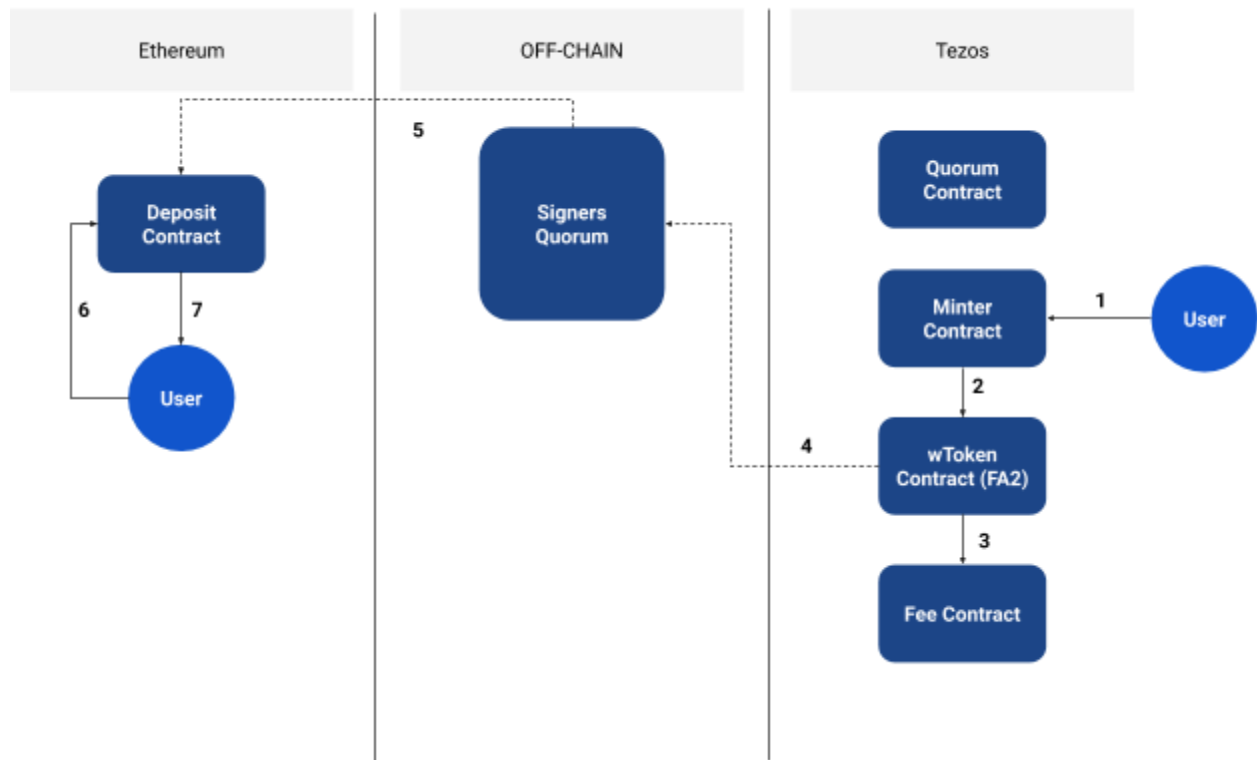 Ethereum
OFF-CHAIN
Tezos
5
Deposit
Contract
6
7
User
Signers
Quorum
Quorum
Contract
Minter
Contract
1
User
2
4
wToken
Contract (FA2)
3
Fee Contract